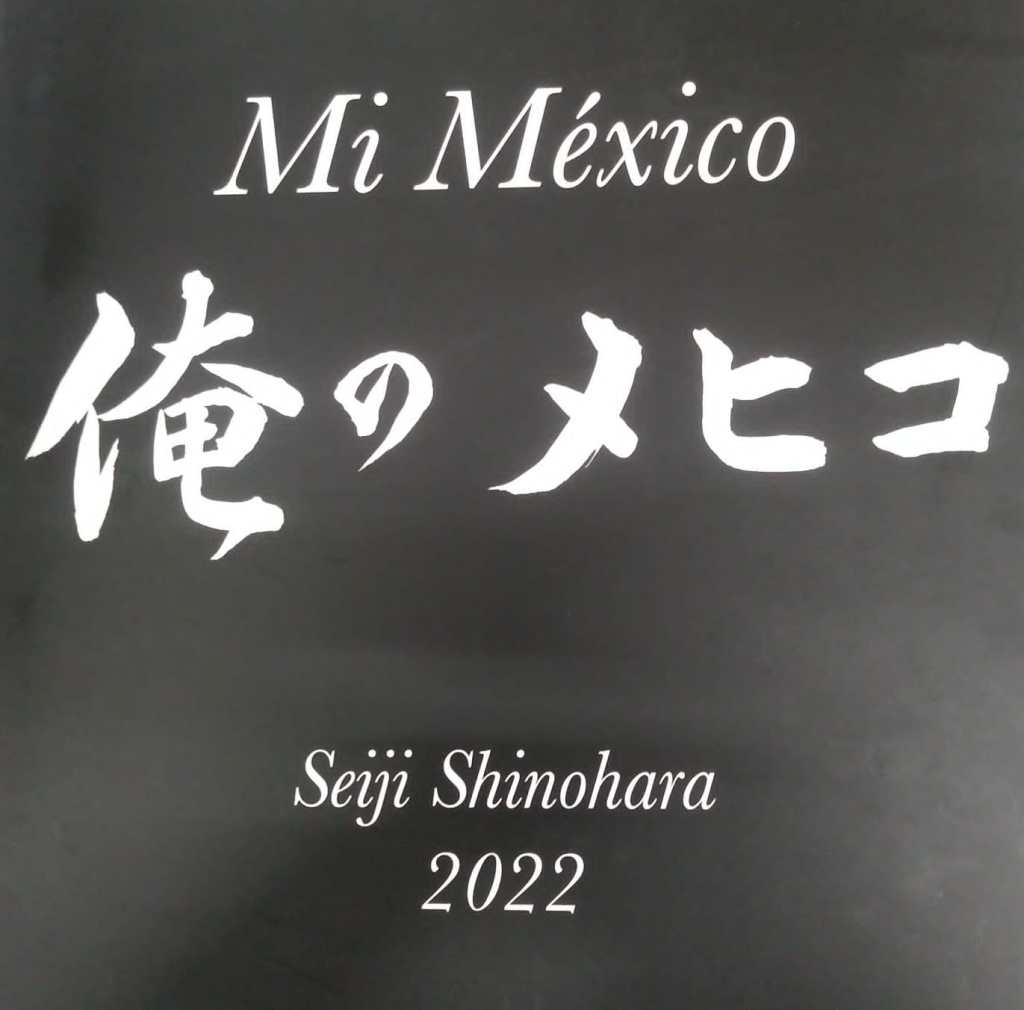 Mi México
俺のメヒコ
Seiji Shinohara
2022